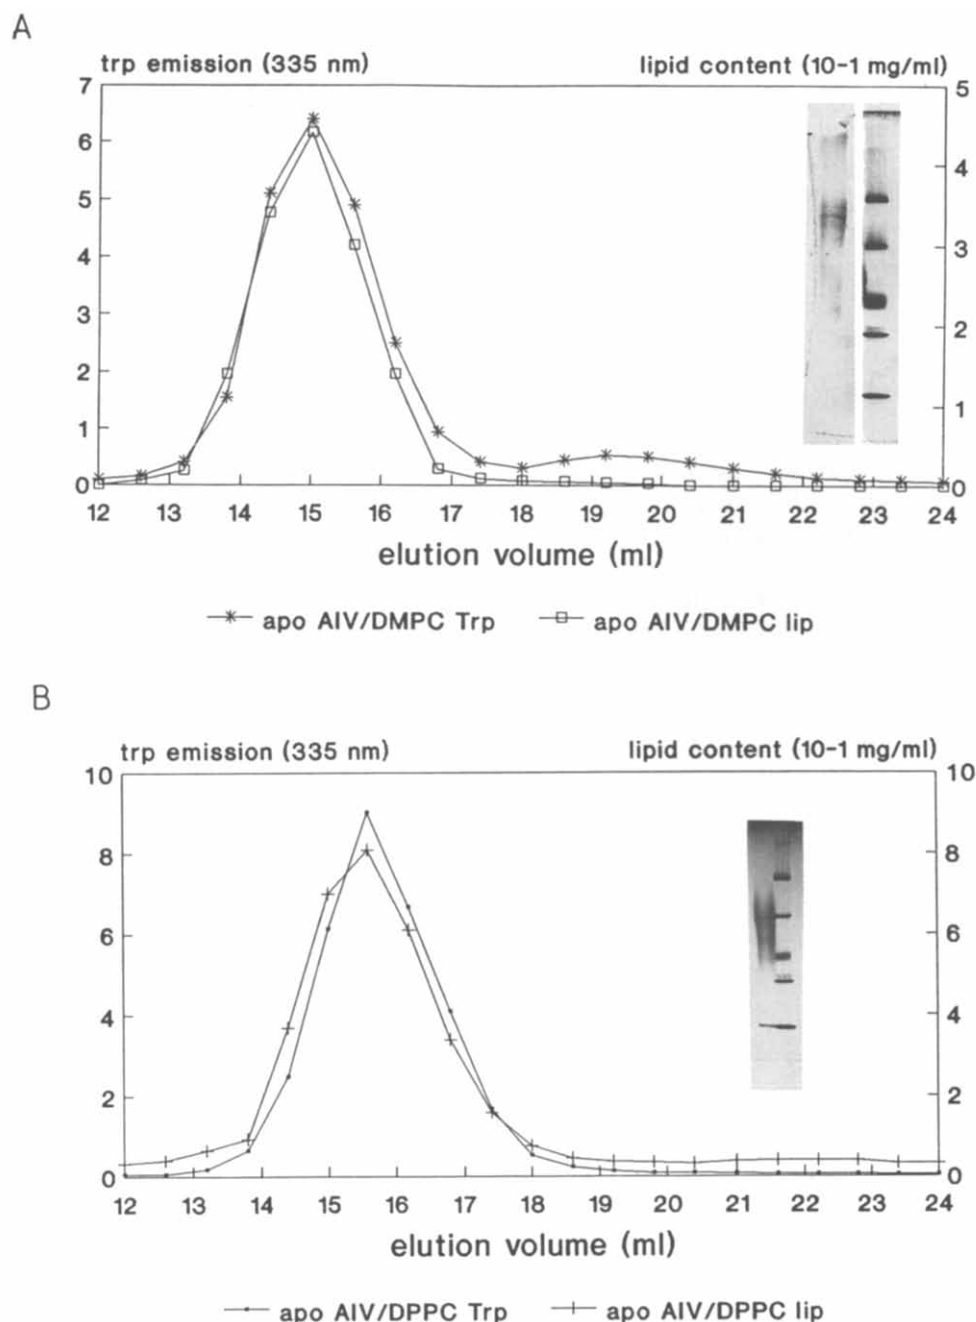 A
trp emission (335 nm) lipid content (10-1 mg/ml)
7 5
6
4
5
4 3
3
2
2
1
1
0 0
12 13 14 15 16 17 18 19 20 21 22 23 24
elution volume (ml)
apo AIV/DMPC Trp apo AIV/DMPC lip
B
trp emission (335 nm) lipid content (10-1 mg/ml)
10 10
8 8
6 6
4 4
2 2
0 0
12 13 14 15 16 17 18 19 20 21 22 23 24
elution volume (ml)
apo AIV/DPPC Trp apo AIV/DPPC lip